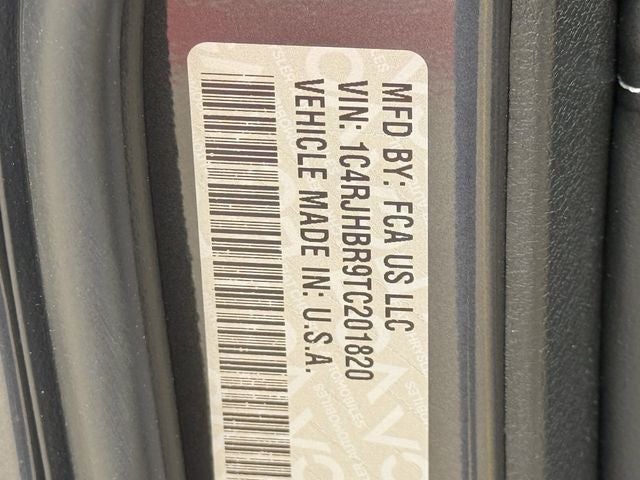 MFD BY: FCA US LLC
VIN: 1C4RJHBR9TC201820
VEHICLE MADE IN: U.S.A.